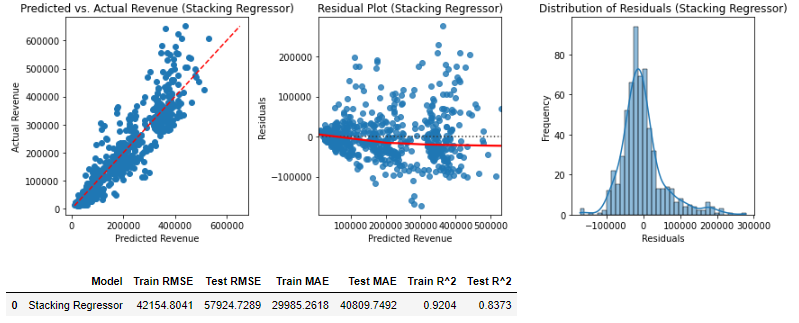 Predicted vs. Actual Revenue (Stacking Regressor)
600000
500000
400000
300000
200000
100000
0
Actual Revenue
0 200000 400000 600000
Predicted Revenue
Residual Plot (Stacking Regressor)
200000
100000
0
−100000
Residuals
100000 200000 300000 400000 500000
Predicted Revenue
Distribution of Residuals (Stacking Regressor)
80
60
40
20
0
Frequency
−100000 0 100000 200000 300000
Residuals
Model Train RMSE Test RMSE Train MAE Test MAE Train R^2 Test R^2
0 Stacking Regressor 42154.8041 57924.7289 29985.2618 40809.7492 0.9204 0.8373